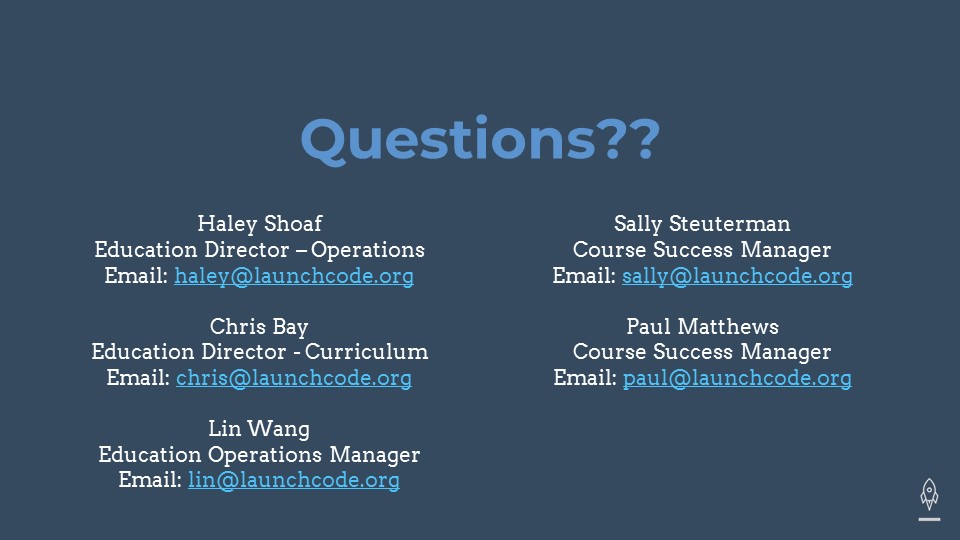 Questions??
Haley Shoaf
Education Director – Operations
Email: haley@launchcode.org
Chris Bay
Education Director - Curriculum
Email: chris@launchcode.org
Lin Wang
Education Operations Manager
Email: lin@launchcode.org
Sally Steuterman
Course Success Manager
Email: sally@launchcode.org
Paul Matthews
Course Success Manager
Email: paul@launchcode.org